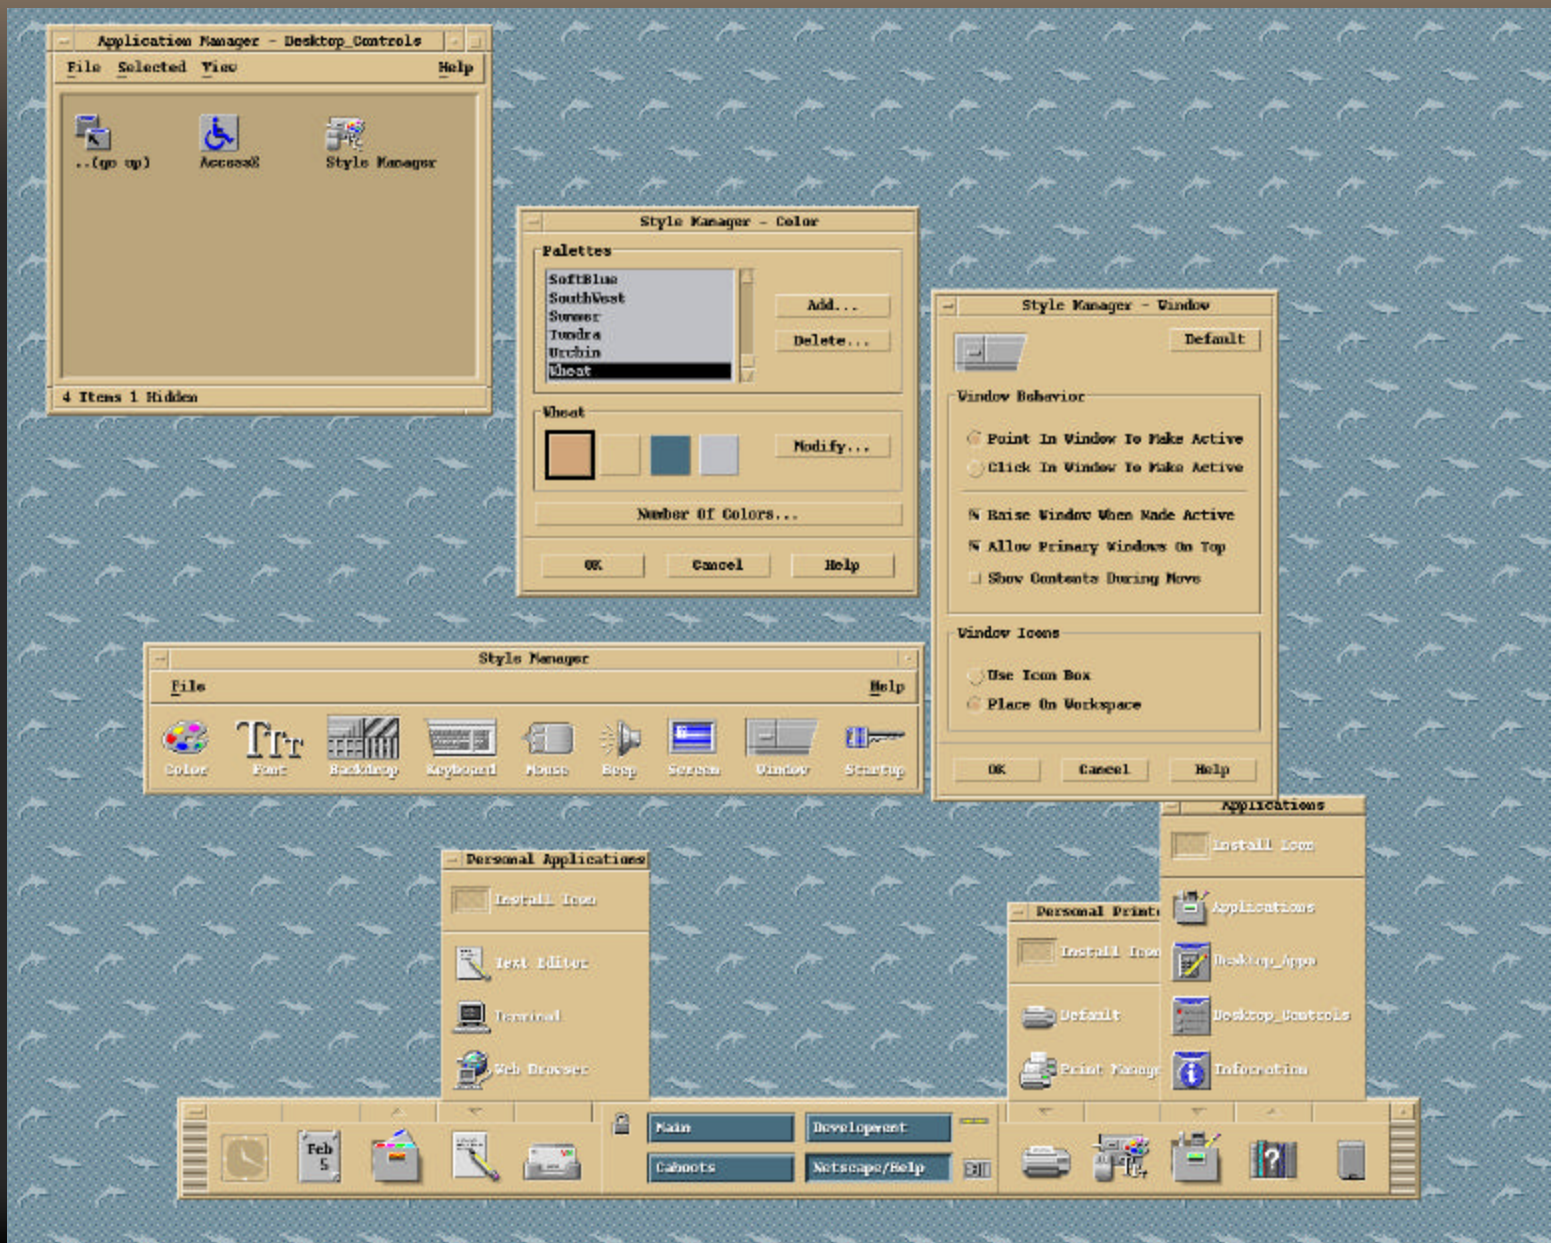 Application Manager - Desktop_Controls
File Selected View Help
..(go up)
AccessX
Style Manager
4 Items 1 Hidden
Style Manager - Color
Palettes
SoftBlue
SouthWest
Summer
Tundra
Urchin
Wheat
Add...
Delete...
Wheat
Modify...
Number Of Colors...
OK Cancel Help
Style Manager - Window
Default
Window Behavior
Point In Window To Make Active
Click In Window To Make Active
Raise Window When Made Active
Allow Primary Windows On Top
Show Contents During Move
Window Icons
Use Icon Box
Place On Workspace
OK Cancel Help
Style Manager
File Help
Color Font Backdrop Keyboard Mouse Beep Screen Window Startup
Personal Applications
Install Icon
Text Editor
Terminal
Web Browser
Personal Printe
Install Icon
Default
Print Manage
Applications
Install Icon
Applications
Desktop_Apps
Desktop_Controls
Information
Feb
5
Main
Development
Cahoots
Netscape/Help
?